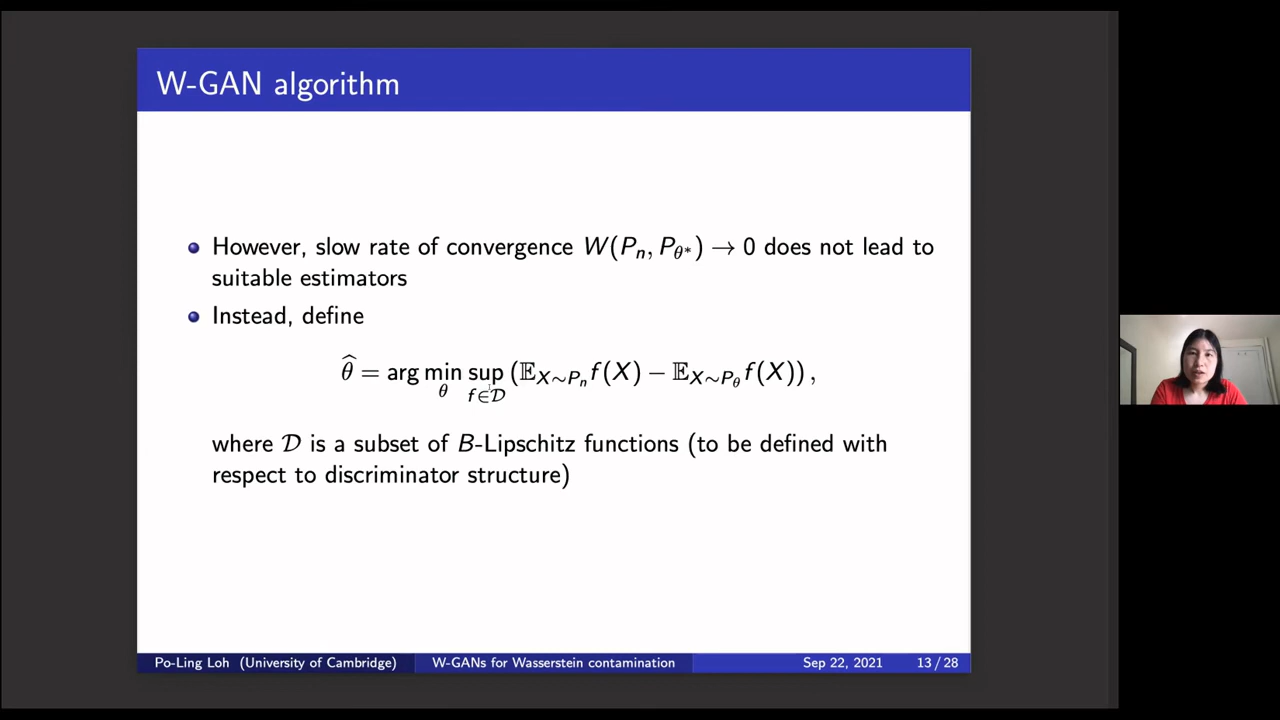 W-GAN algorithm
However, slow rate of convergence W(Pₙ, P_θ*) → 0 does not lead to
suitable estimators
Instead, define
θ̂ = arg min_θ sup_{f∈𝒟} (𝔼_{X∼Pₙ} f(X) − 𝔼_{X∼P_θ} f(X)) ,
where 𝒟 is a subset of B-Lipschitz functions (to be defined with
respect to discriminator structure)
Po-Ling Loh (University of Cambridge) W-GANs for Wasserstein contamination Sep 22, 2021 13 / 28